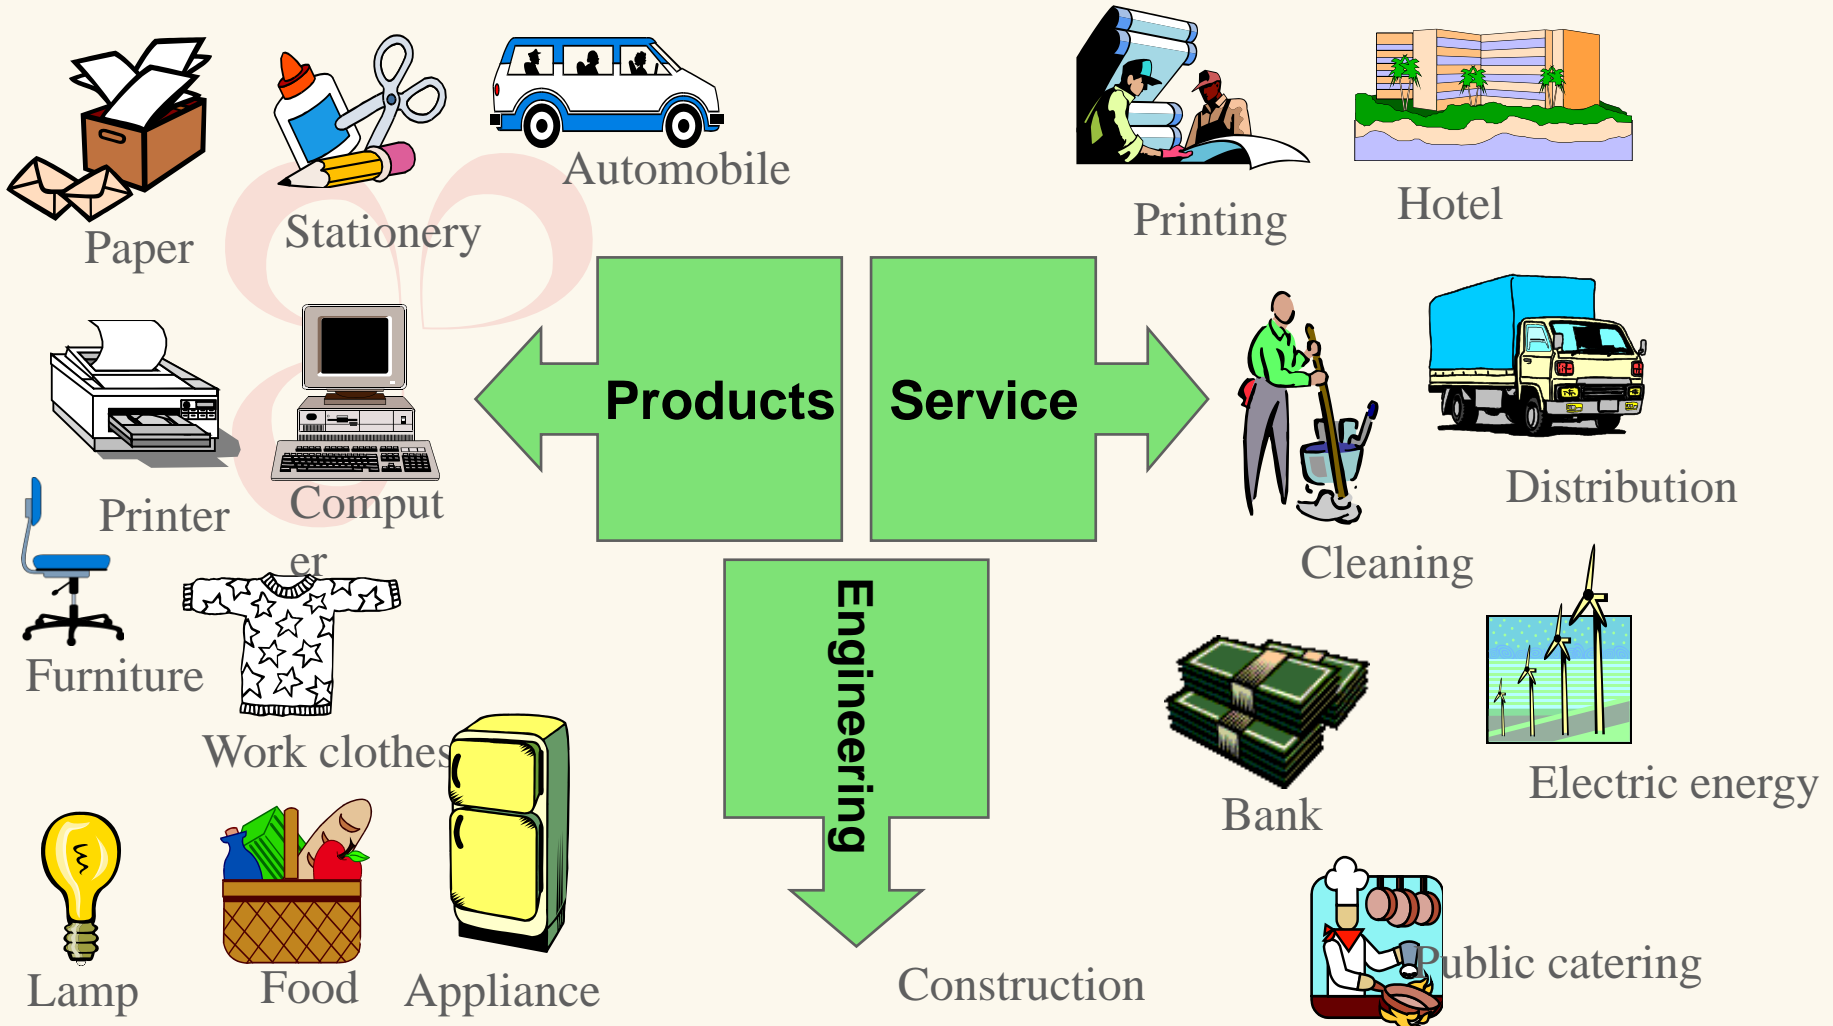 Automobile
Hotel
Printing
Stationery
Paper
Products
Service
Distribution
Printer
Comput
er
Cleaning
Furniture
Engineering
Work clothes
Electric energy
Bank
Public catering
Construction
Lamp
Food
Appliance